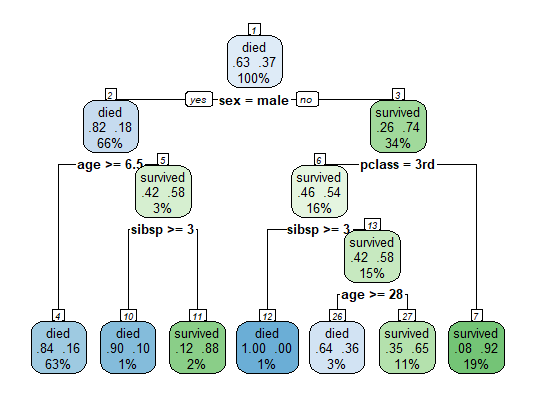 1
died
.63 .37
100%
yes sex = male no
2
died
.82 .18
66%
3
survived
.26 .74
34%
age >= 6.5
5
survived
.42 .58
3%
6
survived
.46 .54
16%
pclass = 3rd
sibsp >= 3
sibsp >= 3
13
survived
.42 .58
15%
age >= 28
4
died
.84 .16
63%
10
died
.90 .10
1%
11
survived
.12 .88
2%
12
died
1.00 .00
1%
26
died
.64 .36
3%
27
survived
.35 .65
11%
7
survived
.08 .92
19%